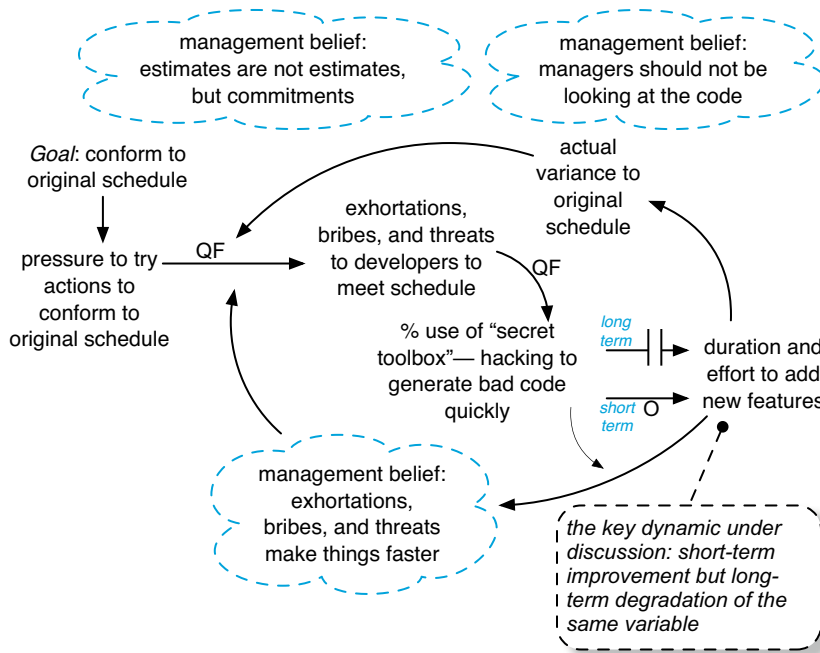 management belief:
estimates are not estimates,
but commitments
management belief:
managers should not be
looking at the code
Goal: conform to
original schedule
actual
variance to
original
schedule
exhortations,
bribes, and threats
to developers to
meet schedule
QF
pressure to try
actions to
conform to
original schedule
QF
% use of “secret
toolbox”— hacking to
generate bad code
quickly
long
term
short
term
O
duration and
effort to add
new features
management belief:
exhortations,
bribes, and threats
make things faster
the key dynamic under
discussion: short-term
improvement but long-
term degradation of the
same variable